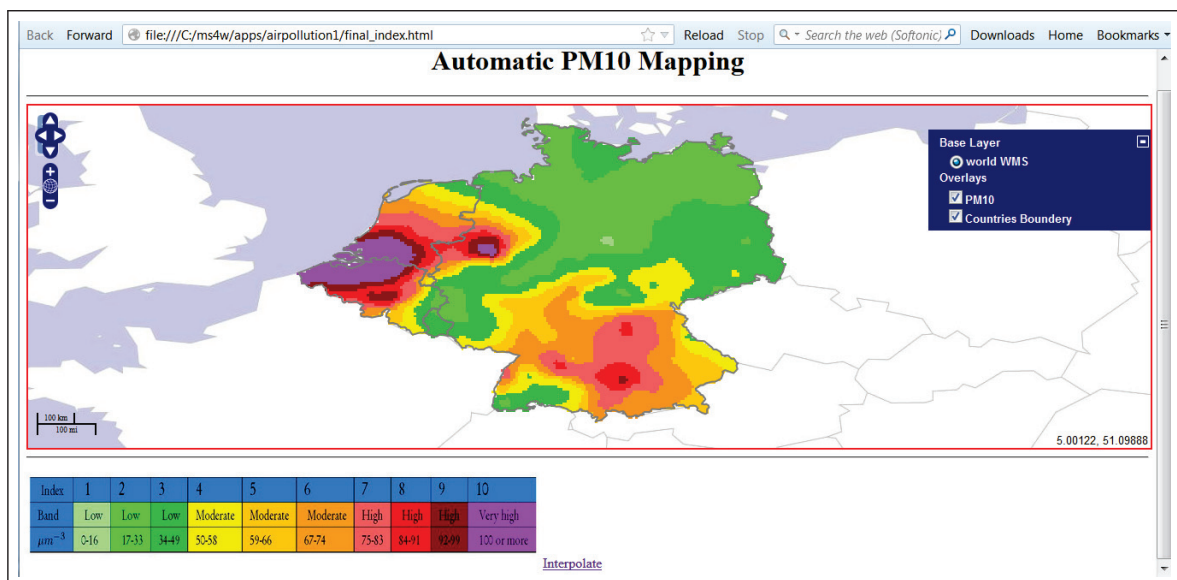 Back Forward file:///C:/ms4w/apps/airpollution1/final_index.html Reload Stop Search the web (Softonic) Downloads Home Bookmarks
Automatic PM10 Mapping
Base Layer
world WMS
Overlays
PM10
Countries Boundery
100 km
100 mi
5.00122, 51.09888
Index 1 2 3 4 5 6 7 8 9 10
Band Low Low Low Moderate Moderate Moderate High High High Very high
μm⁻³ 0-16 17-33 34-49 50-58 59-66 67-74 75-83 84-91 92-99 100 or more
Interpolate